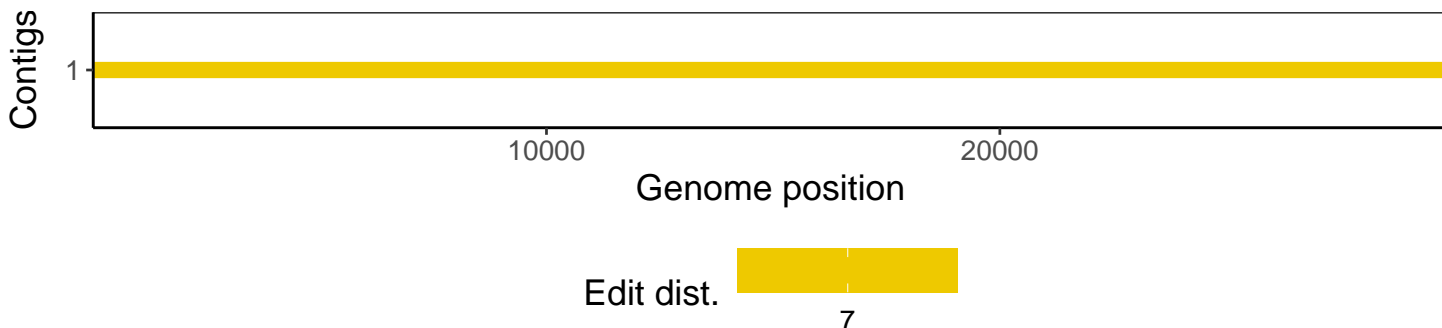 Contigs
1
10000 20000
Genome position
Edit dist.
7